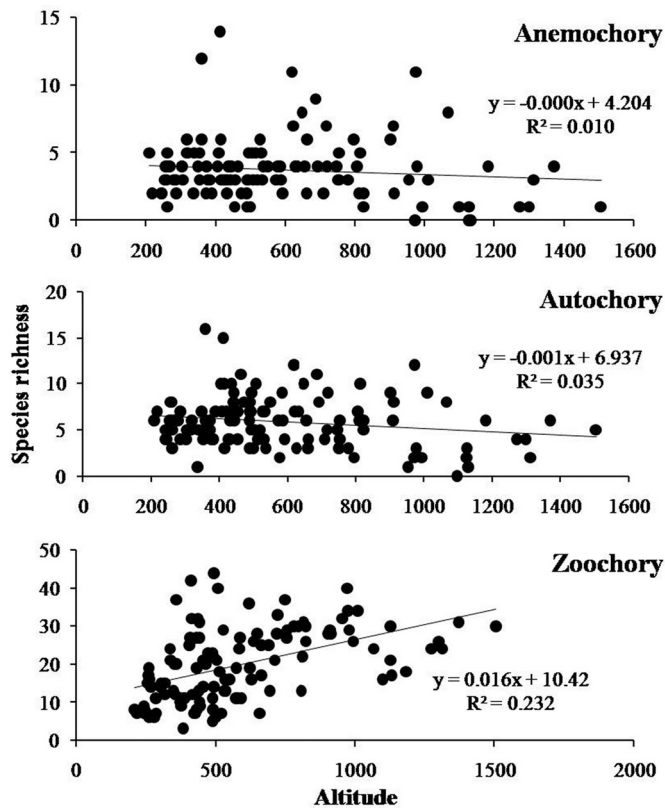 15
Anemochory
10
y = -0.000x + 4.204
R² = 0.010
5
0
0 200 400 600 800 1000 1200 1400 1600
20
Autochory
15
y = -0.001x + 6.937
R² = 0.035
10
5
0
0 200 400 600 800 1000 1200 1400 1600
Species richness
50
Zoochory
40
30
20
y = 0.016x + 10.42
R² = 0.232
10
0
0 500 1000 1500 2000
Altitude